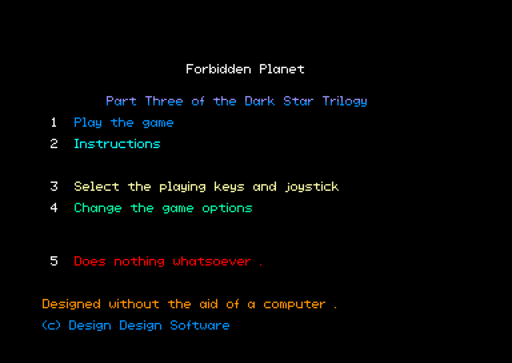 Forbidden Planet
Part Three of the Dark Star Trilogy
1 Play the game
2 Instructions
3 Select the playing keys and joystick
4 Change the game options
5 Does nothing whatsoever .
Designed without the aid of a computer .
(c) Design Design Software